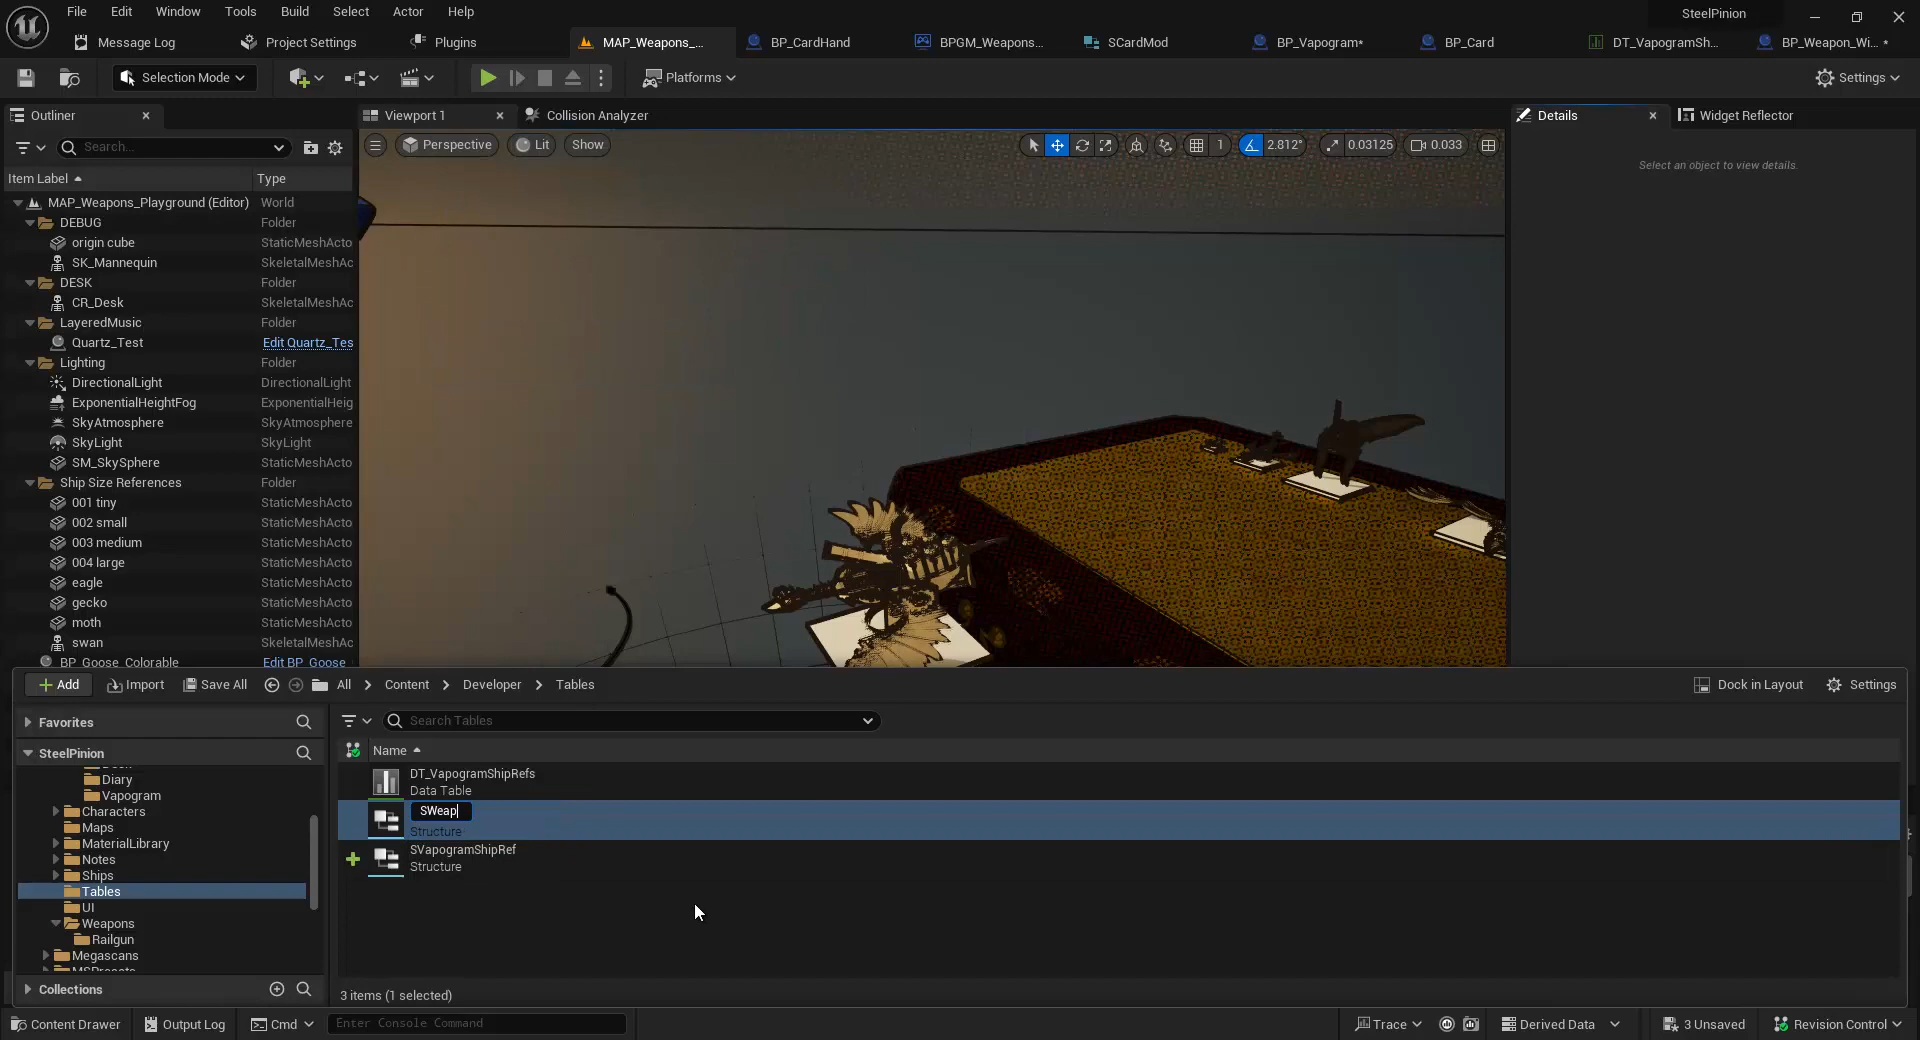 File Edit Window Tools Build Select Actor Help
SteelPinion
Message Log Project Settings Plugins
MAP_Weapons_... BP_CardHand BPGM_Weapons... SCardMod BP_Vapogram* BP_Card DT_VapogramSh... BP_Weapon_Wi... *
Selection Mode Platforms Settings
Outliner
Viewport 1 Collision Analyzer
Details Widget Reflector
Search...
Perspective Lit Show 1 2.812° 0.03125 0.033
Select an object to view details.
Item Label Type
MAP_Weapons_Playground (Editor) World
DEBUG Folder
origin cube StaticMeshActo
SK_Mannequin SkeletalMeshAc
DESK Folder
CR_Desk SkeletalMeshAc
LayeredMusic Folder
Quartz_Test Edit Quartz_Tes
Lighting Folder
DirectionalLight DirectionalLight
ExponentialHeightFog ExponentialHeig
SkyAtmosphere SkyAtmosphere
SkyLight SkyLight
SM_SkySphere StaticMeshActo
Ship Size References Folder
001 tiny StaticMeshActo
002 small StaticMeshActo
003 medium StaticMeshActo
004 large StaticMeshActo
eagle StaticMeshActo
gecko StaticMeshActo
moth StaticMeshActo
swan SkeletalMeshAc
BP_Goose_Colorable Edit BP_Goose
Add Import Save All All Content Developer Tables Dock in Layout Settings
Favorites
SteelPinion
Diary
Vapogram
Characters
Maps
MaterialLibrary
Notes
Ships
Tables
UI
Weapons
Railgun
Megascans
MSPresets
Collections
Search Tables
Name
DT_VapogramShipRefs
Data Table
SWeap
Structure
SVapogramShipRef
Structure
3 items (1 selected)
Content Drawer Output Log Cmd Enter Console Command Trace Derived Data 3 Unsaved Revision Control